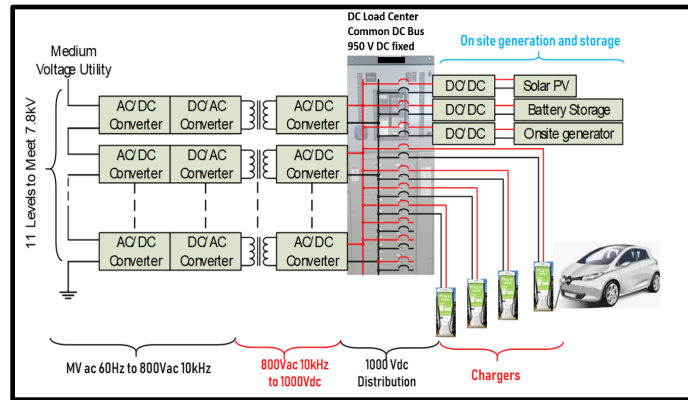 DC Load Center
Common DC Bus
950 V DC fixed
On site generation and storage
Medium
Voltage Utility
11 Levels to Meet 7.8kV
AC/DC
Converter
DC/AC
Converter
AC/DC
Converter
AC/DC
Converter
DC/AC
Converter
AC/DC
Converter
AC/DC
Converter
DC/AC
Converter
AC/DC
Converter
DC/DC
Solar PV
DC/DC
Battery Storage
DC/DC
Onsite generator
MV ac 60Hz to 800Vac 10kHz
800Vac 10kHz
to 1000Vdc
1000 Vdc
Distribution
Chargers